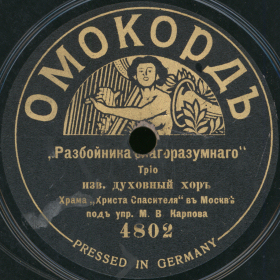 ОМОКОРДЪ
„Разбойника благоразумнаго"
Тріо
изв. духовный хоръ
Храма „Христа Спасителя" въ Москвѣ
подъ упр. М. В. Карпова
4802
PRESSED IN GERMANY